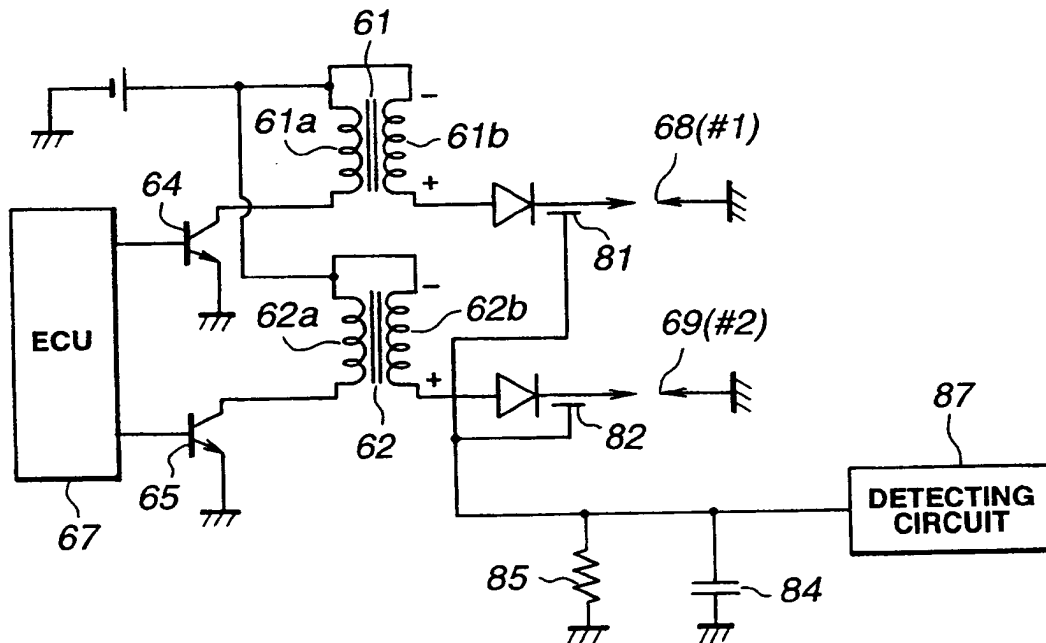 61
−
61a
61b
68(#1)
64
+
81
ECU
62a
−
62b
69(#2)
+
82
87
65
62
DETECTING
CIRCUIT
67
85
84